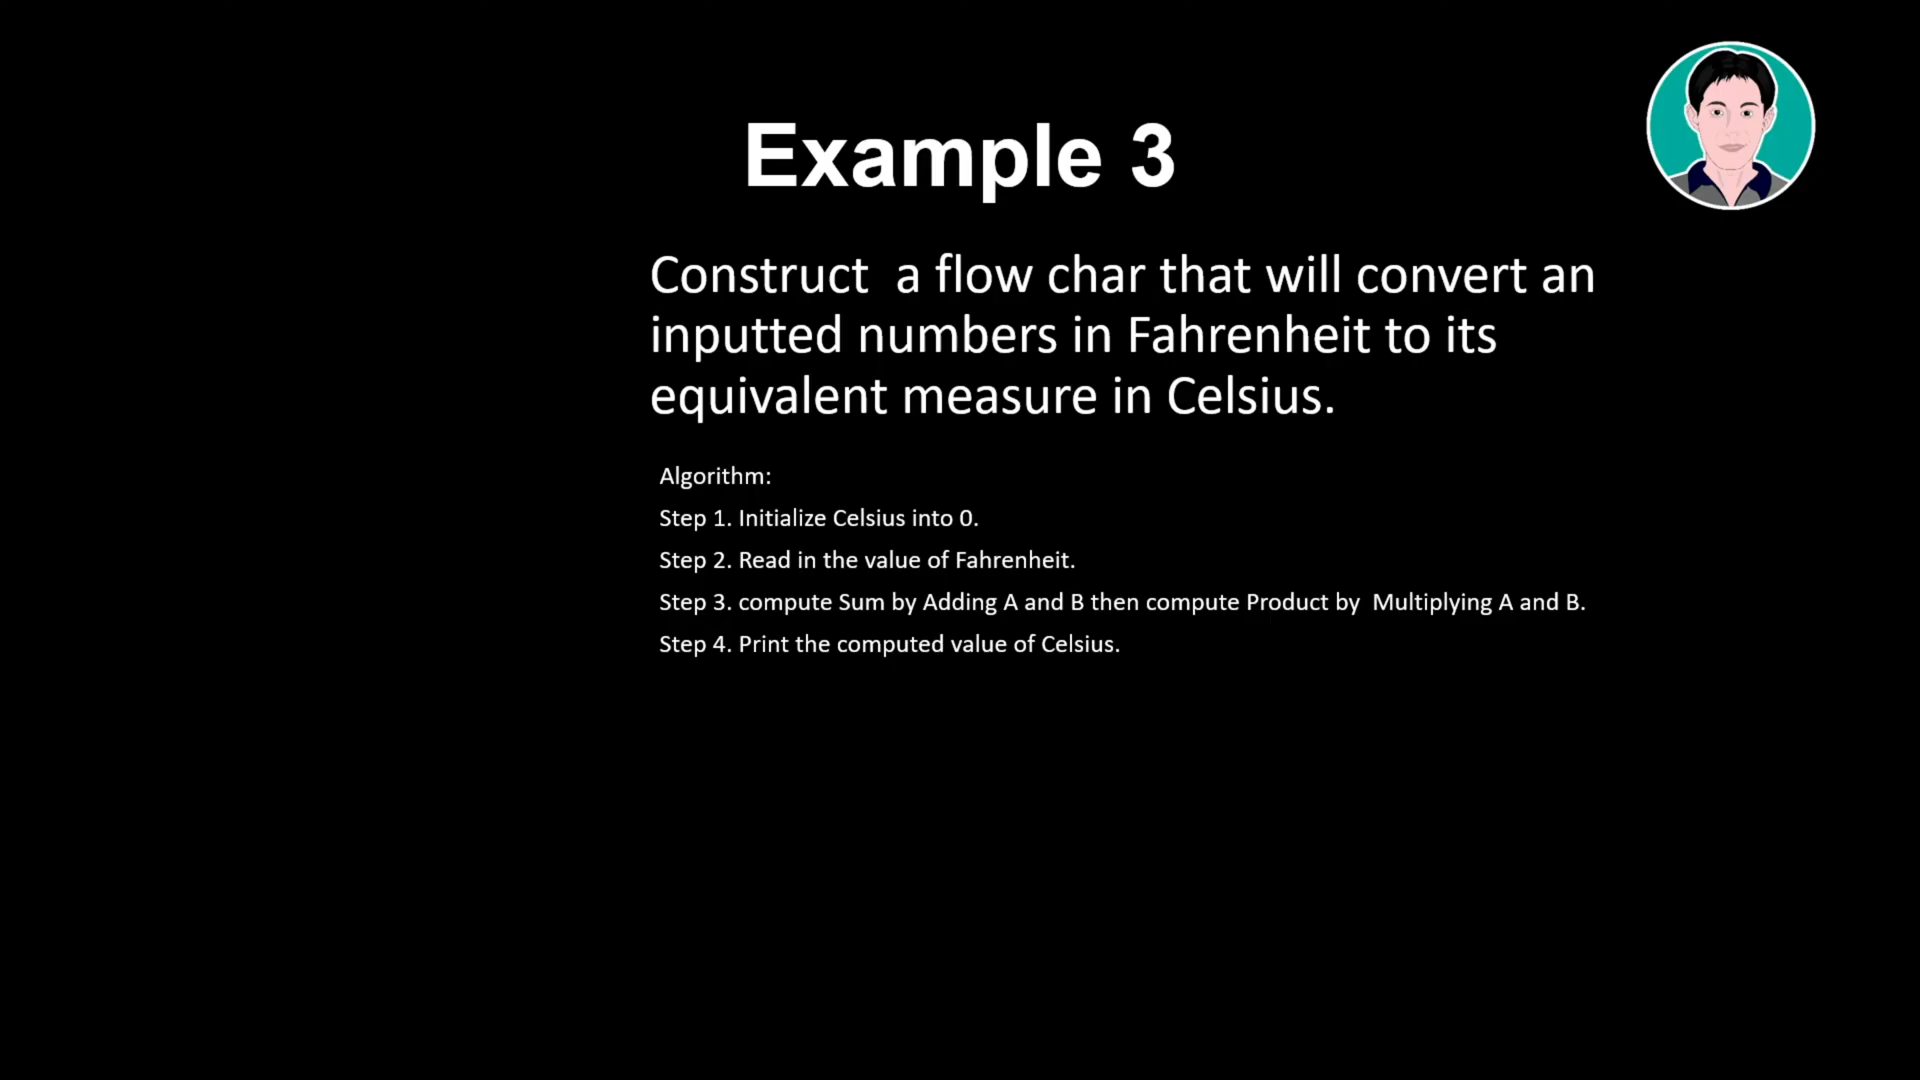 Example 3
Construct  a flow char that will convert an
inputted numbers in Fahrenheit to its
equivalent measure in Celsius.
Algorithm:
Step 1. Initialize Celsius into 0.
Step 2. Read in the value of Fahrenheit.
Step 3. compute Sum by Adding A and B then compute Product by  Multiplying A and B.
Step 4. Print the computed value of Celsius.